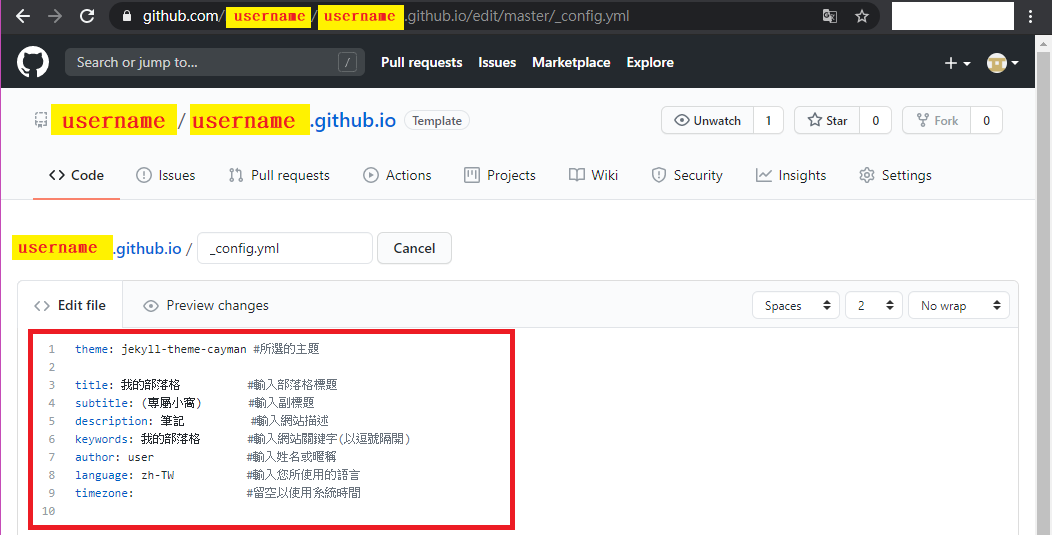 github.com/ username / username .github.io/edit/master/_config.yml
Search or jump to... / Pull requests Issues Marketplace Explore
username / username .github.io Template Unwatch 1 Star 0 Fork 0
Code Issues Pull requests Actions Projects Wiki Security Insights Settings
username .github.io / _config.yml Cancel
Edit file Preview changes Spaces 2 No wrap
1 theme: jekyll-theme-cayman #所選的主題
2
3 title: 我的部落格 #輸入部落格標題
4 subtitle: (專屬小窩) #輸入副標題
5 description: 筆記 #輸入網站描述
6 keywords: 我的部落格 #輸入網站關鍵字(以逗號隔開)
7 author: user #輸入姓名或暱稱
8 language: zh-TW #輸入您所使用的語言
9 timezone: #留空以使用系統時間
10